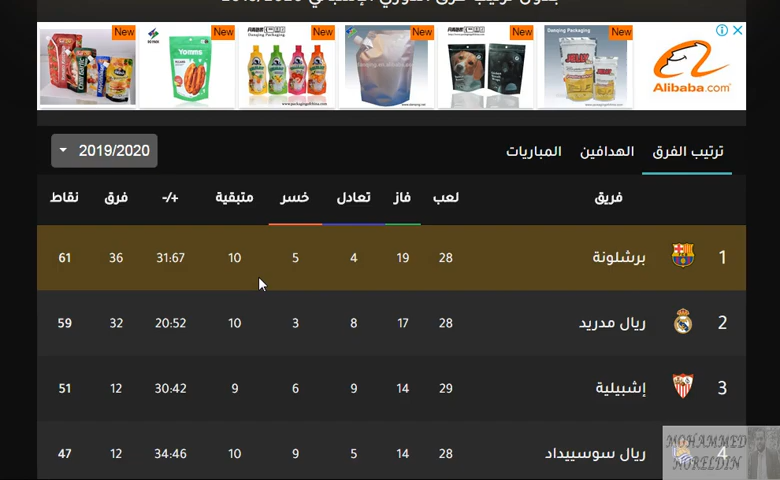 New New New New New New
Alibaba.com
ترتيب الفرق الهدافين المباريات 2019/2020
فريق لعب فاز تعادل خسر متبقية +/- فرق نقاط
1 برشلونة 28 19 4 5 10 31:67 36 61
2 ريال مدريد 28 17 8 3 10 20:52 32 59
3 إشبيلية 29 14 9 6 9 30:42 12 51
4 ريال سوسييداد 28 14 5 9 10 34:46 12 47
MOHAMMED
NORELDIN